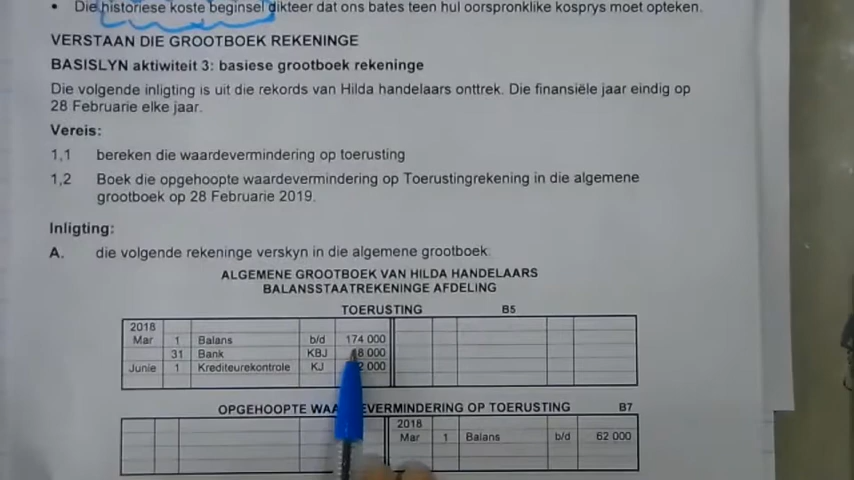 • Die historiese koste beginsel dikteer dat ons bates teen hul oorspronklike kosprys moet opteken.
VERSTAAN DIE GROOTBOEK REKENINGE
BASISLYN aktiwiteit 3: basiese grootboek rekeninge
Die volgende inligting is uit die rekords van Hilda handelaars onttrek. Die finansiële jaar eindig op
28 Februarie elke jaar.
Vereis:
1,1 bereken die waardevermindering op toerusting
1,2 Boek die opgehoopte waardevermindering op Toerustingrekening in die algemene
grootboek op 28 Februarie 2019.
Inligting:
A. die volgende rekeninge verskyn in die algemene grootboek
ALGEMENE GROOTBOEK VAN HILDA HANDELAARS
BALANSSTAATREKENINGE AFDELING
TOERUSTING B5
2018
Mar 1 Balans b/d 174 000
31 Bank KBJ 000
Junie 1 Krediteurekontrole KJ 000
OPGEHOOPTE EVERMINDERING OP TOERUSTING B7
2018
Mar 1 Balans b/d 62 000